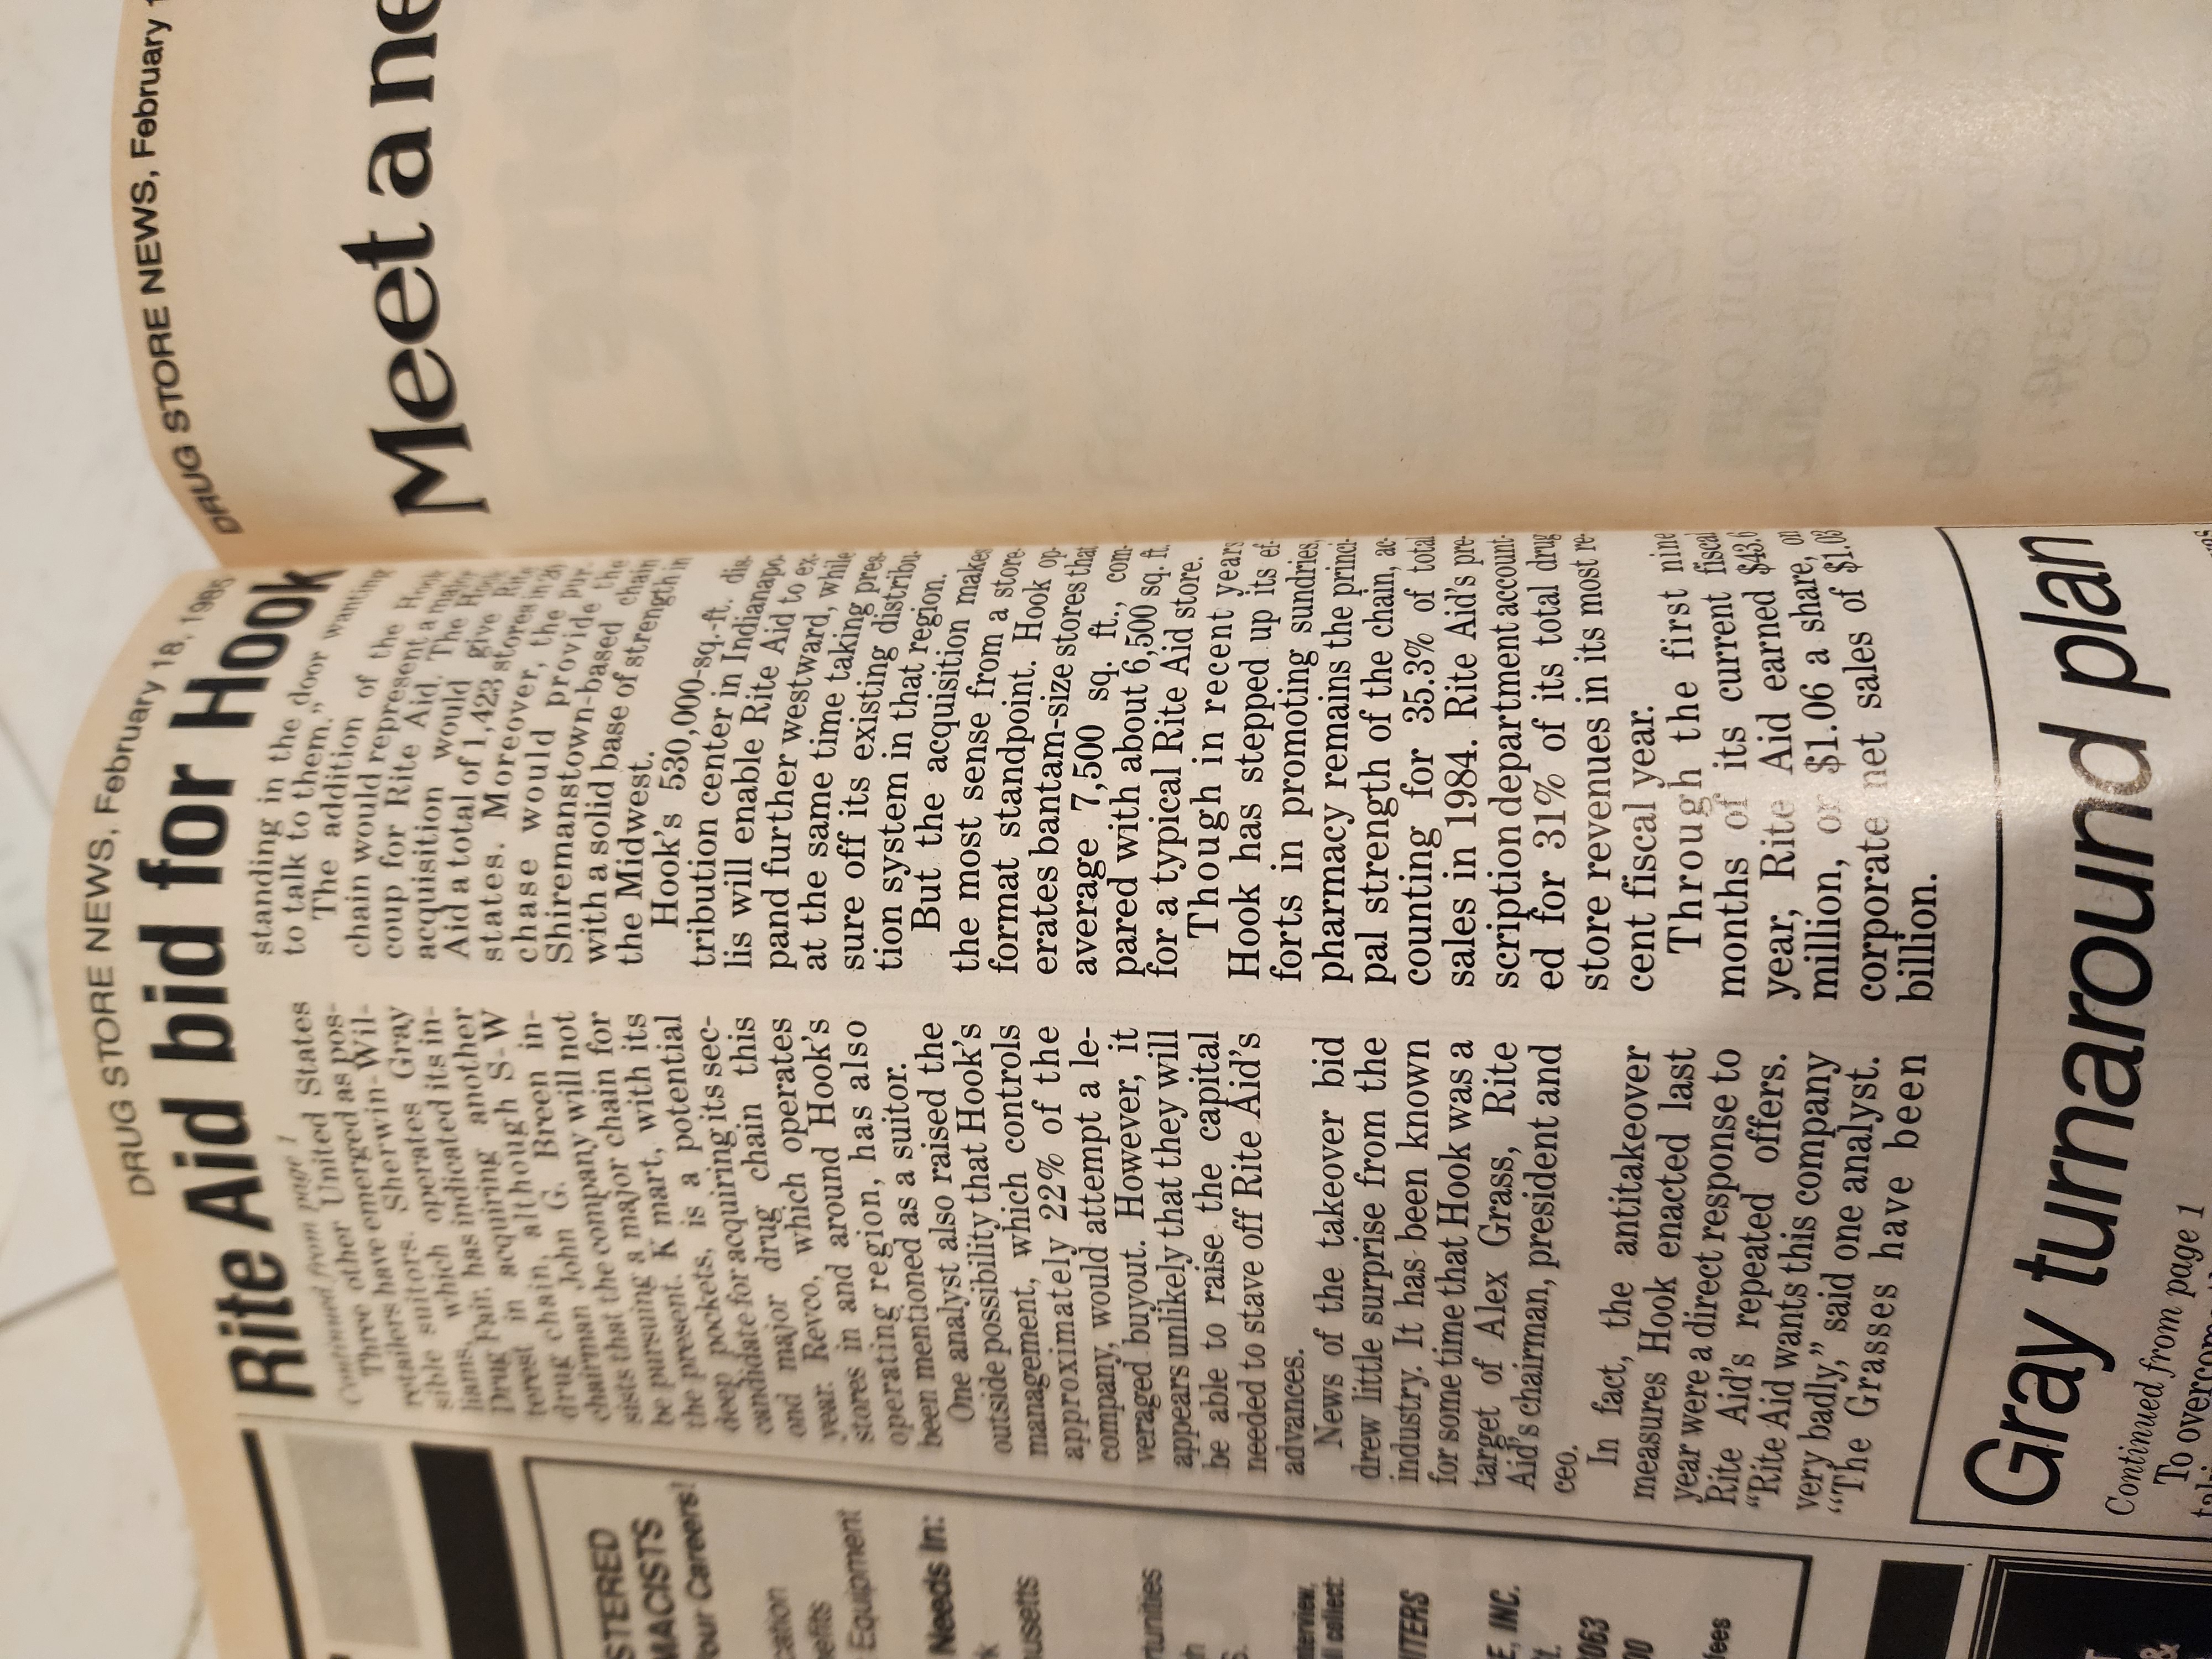 DRUG STORE NEWS, February 18, 1985
Rite Aid bid for Hook
Continued from page 1
Three other United States
retailers have emerged as pos-
sible suitors. Sherwin-Wil-
liams, which operates Gray
Drug Fair, has indicated its in-
terest in acquiring another
drug chain, although S-W
chairman John G. Breen in-
sists that the company will not
be pursuing a major chain for
the present. K mart, with its
deep pockets, is a potential
candidate for acquiring its sec-
ond major drug chain this
year. Revco, which operates
stores in and around Hook's
operating region, has also
been mentioned as a suitor.
One analyst also raised the
outside possibility that Hook's
management, which controls
approximately 22% of the
company, would attempt a le-
veraged buyout. However, it
appears unlikely that they will
be able to raise the capital
needed to stave off Rite Aid's
advances.
News of the takeover bid
drew little surprise from the
industry. It has been known
for some time that Hook was a
target of Alex Grass, Rite
Aid's chairman, president and
ceo.
In fact, the antitakeover
measures Hook enacted last
year were a direct response to
Rite Aid's repeated offers.
"Rite Aid wants this company
very badly," said one analyst.
"The Grasses have been
standing in the door wanting
to talk to them."
The addition of the Hook
chain would represent a major
coup for Rite Aid. The Hook
acquisition would give Rite
Aid a total of 1,423 stores in 20
states. Moreover, the pur-
chase would provide the
Shiremanstown-based chain
with a solid base of strength in
the Midwest.
Hook's 530,000-sq.-ft. dis-
tribution center in Indianapo-
lis will enable Rite Aid to ex-
pand further westward, while
at the same time taking pres-
sure off its existing distribu-
tion system in that region.
But the acquisition makes
the most sense from a store-
format standpoint. Hook op-
erates bantam-size stores that
average 7,500 sq. ft., com-
pared with about 6,500 sq. ft.
for a typical Rite Aid store.
Though in recent years
Hook has stepped up its ef-
forts in promoting sundries,
pharmacy remains the princi-
pal strength of the chain, ac-
counting for 35.3% of total
sales in 1984. Rite Aid's pre-
scription department account-
ed for 31% of its total drug
store revenues in its most re-
cent fiscal year.
Through the first nine
months of its current fiscal
year, Rite Aid earned $43.6
million, or $1.06 a share, on
corporate net sales of $1.03
billion.
Gray turnaround plan
Continued from page 1
To overcom
STERED
MACISTS
Your Careers!
Equipment
Needs In:
usetts
rtunities
interview,
collect:
INC.
fees
DRUG STORE NEWS, February
Meet a ne